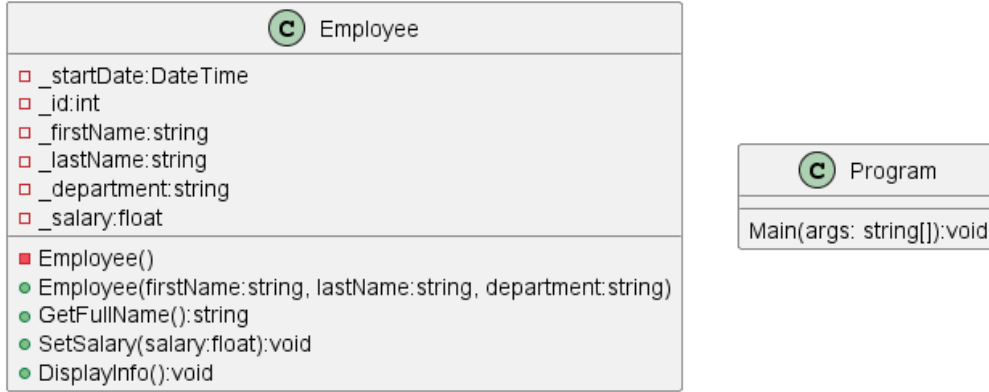 C Employee
_startDate:DateTime
_id:int
_firstName:string
_lastName:string
_department:string
_salary:float
Employee()
Employee(firstName:string, lastName:string, department:string)
GetFullName():string
SetSalary(salary:float):void
DisplayInfo():void
C Program
Main(args: string[]):void